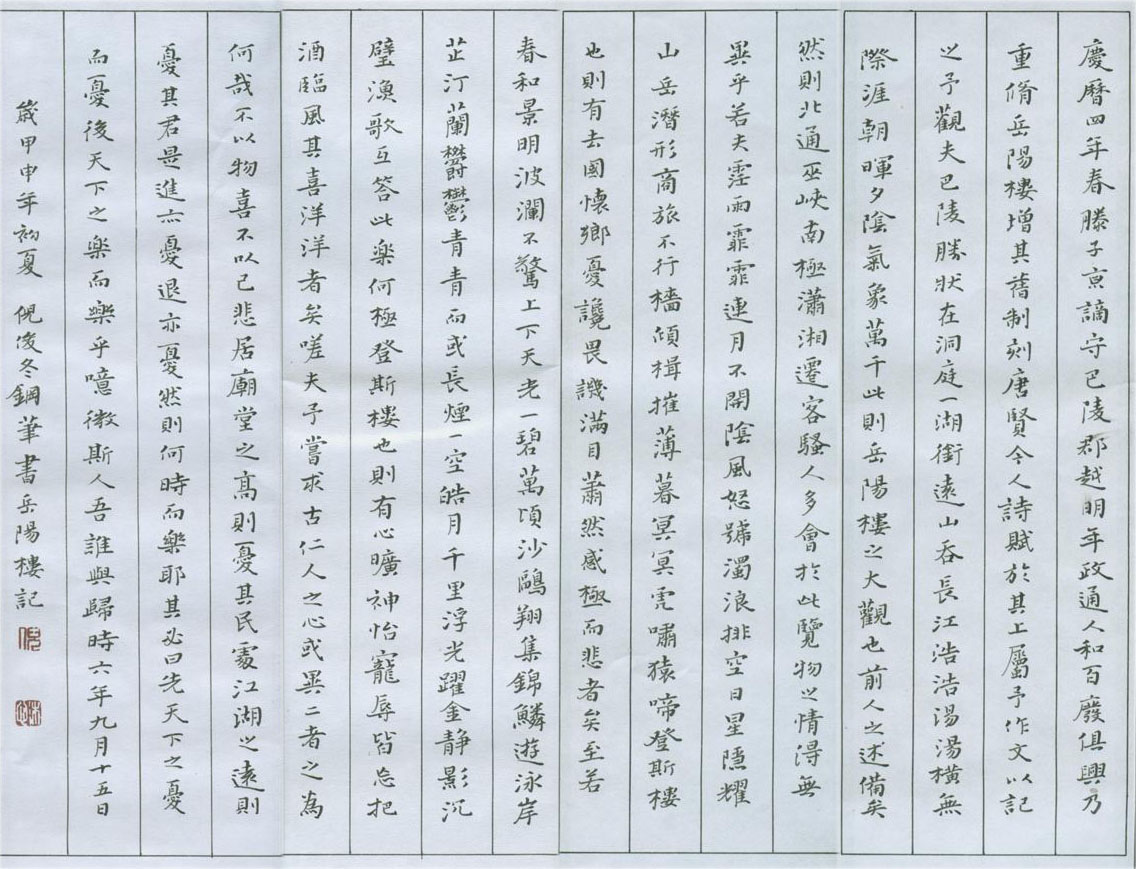 慶曆四年春滕子京謫守巴陵郡越明年政通人和百廢俱興乃
重脩岳陽樓增其舊制刻唐賢今人詩賦於其上屬予作文以記
之予觀夫巴陵勝狀在洞庭一湖銜遠山吞長江浩浩湯湯橫無
際涯朝暉夕陰氣象萬千此則岳陽樓之大觀也前人之述備矣
然則北通巫峽南極瀟湘遷客騷人多會於此覽物之情得無
異乎若夫霪雨霏霏連月不開陰風怒號濁浪排空日星隱耀
山岳潛形商旅不行檣傾楫摧薄暮冥冥虎嘯猿啼登斯樓
也則有去國懷鄉憂讒畏譏滿目蕭然感極而悲者矣至若
春和景明波瀾不驚上下天光一碧萬頃沙鷗翔集錦鱗遊泳岸
芷汀蘭鬱鬱青青而或長煙一空皓月千里浮光躍金靜影沉
璧漁歌互答此樂何極登斯樓也則有心曠神怡寵辱皆忘把
酒臨風其喜洋洋者矣嗟夫予嘗求古仁人之心或異二者之為
何哉不以物喜不以己悲居廟堂之高則憂其民處江湖之遠則
憂其君是進亦憂退亦憂然則何時而樂耶其必曰先天下之憂
而憂後天下之樂而樂乎噫微斯人吾誰與歸時六年九月十五日
歲甲申年初夏 倪俊冬鋼筆書岳陽樓記